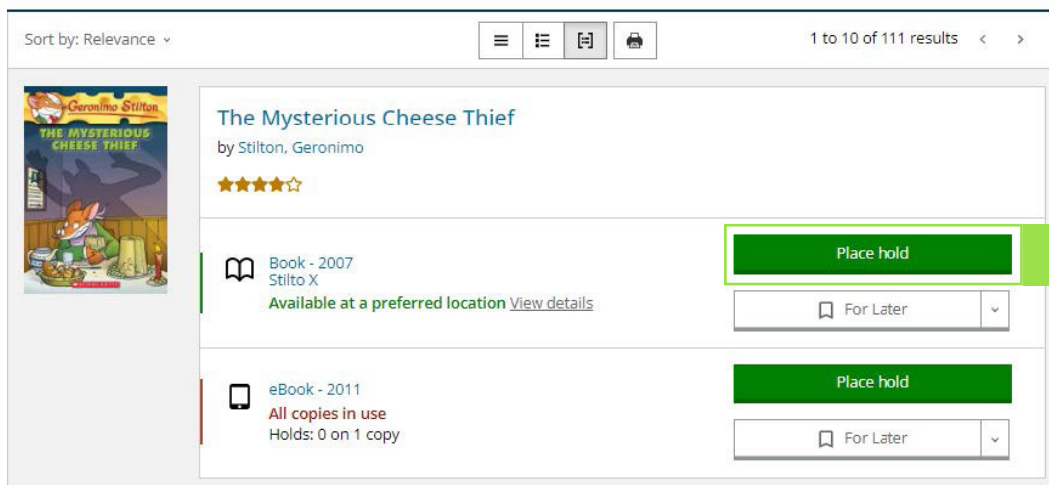 Sort by: Relevance
1 to 10 of 111 results
Geronimo Stilton
THE MYSTERIOUS
CHEESE THIEF
SCHOLASTIC
The Mysterious Cheese Thief
by Stilton, Geronimo
Book - 2007
Stilto X
Available at a preferred location View details
Place hold
For Later
eBook - 2011
All copies in use
Holds: 0 on 1 copy
Place hold
For Later